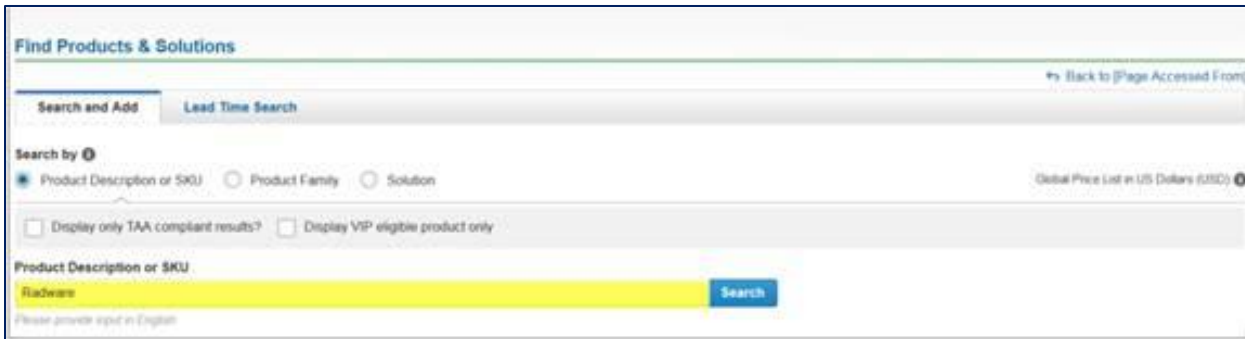 Find Products & Solutions
Back to [Page Accessed From]
Search and Add Lead Time Search
Search by
Product Description or SKU Product Family Solution Global Price List in US Dollars (USD)
Display only TAA compliant results? Display VIP eligible product only
Product Description or SKU
Radware Search
Please provide input in English